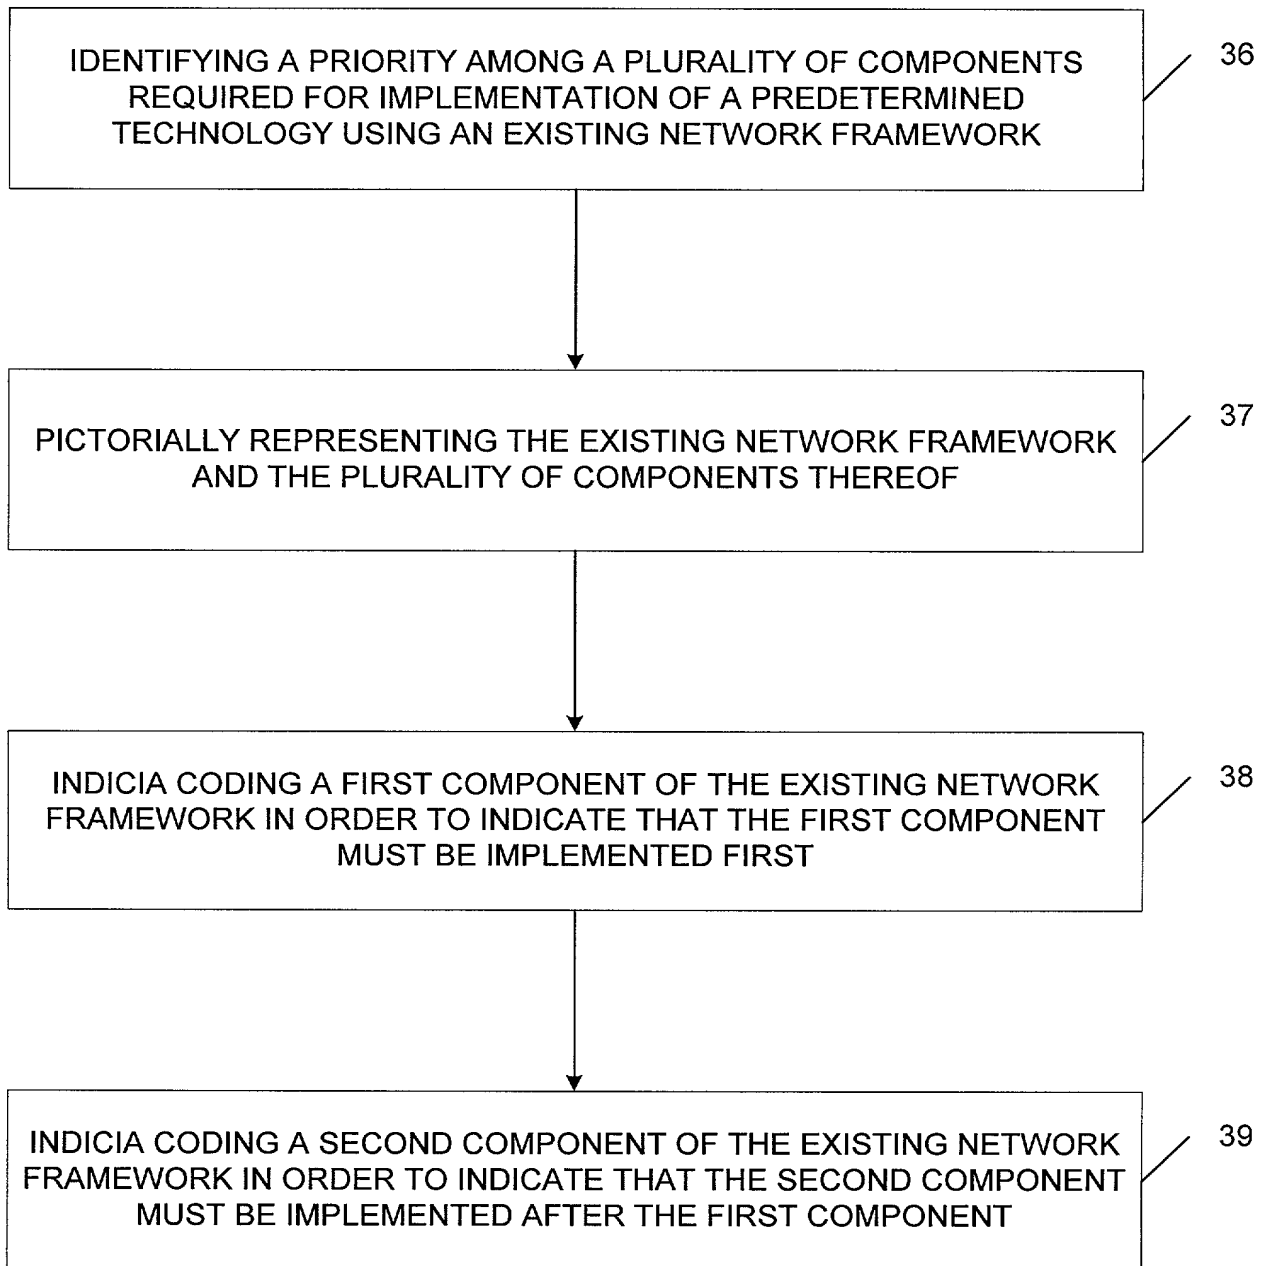 IDENTIFYING A PRIORITY AMONG A PLURALITY OF COMPONENTS
REQUIRED FOR IMPLEMENTATION OF A PREDETERMINED
TECHNOLOGY USING AN EXISTING NETWORK FRAMEWORK
36
PICTORIALLY REPRESENTING THE EXISTING NETWORK FRAMEWORK
AND THE PLURALITY OF COMPONENTS THEREOF
37
INDICIA CODING A FIRST COMPONENT OF THE EXISTING NETWORK
FRAMEWORK IN ORDER TO INDICATE THAT THE FIRST COMPONENT
MUST BE IMPLEMENTED FIRST
38
INDICIA CODING A SECOND COMPONENT OF THE EXISTING NETWORK
FRAMEWORK IN ORDER TO INDICATE THAT THE SECOND COMPONENT
MUST BE IMPLEMENTED AFTER THE FIRST COMPONENT
39